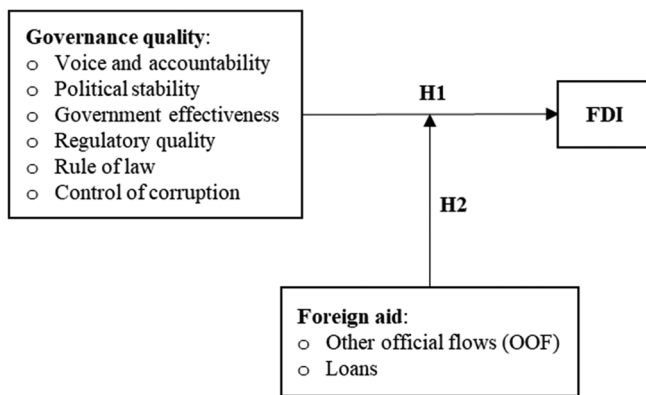 Governance quality:
o Voice and accountability
o Political stability
o Government effectiveness
o Regulatory quality
o Rule of law
o Control of corruption
H1
FDI
H2
Foreign aid:
o Other official flows (OOF)
o Loans